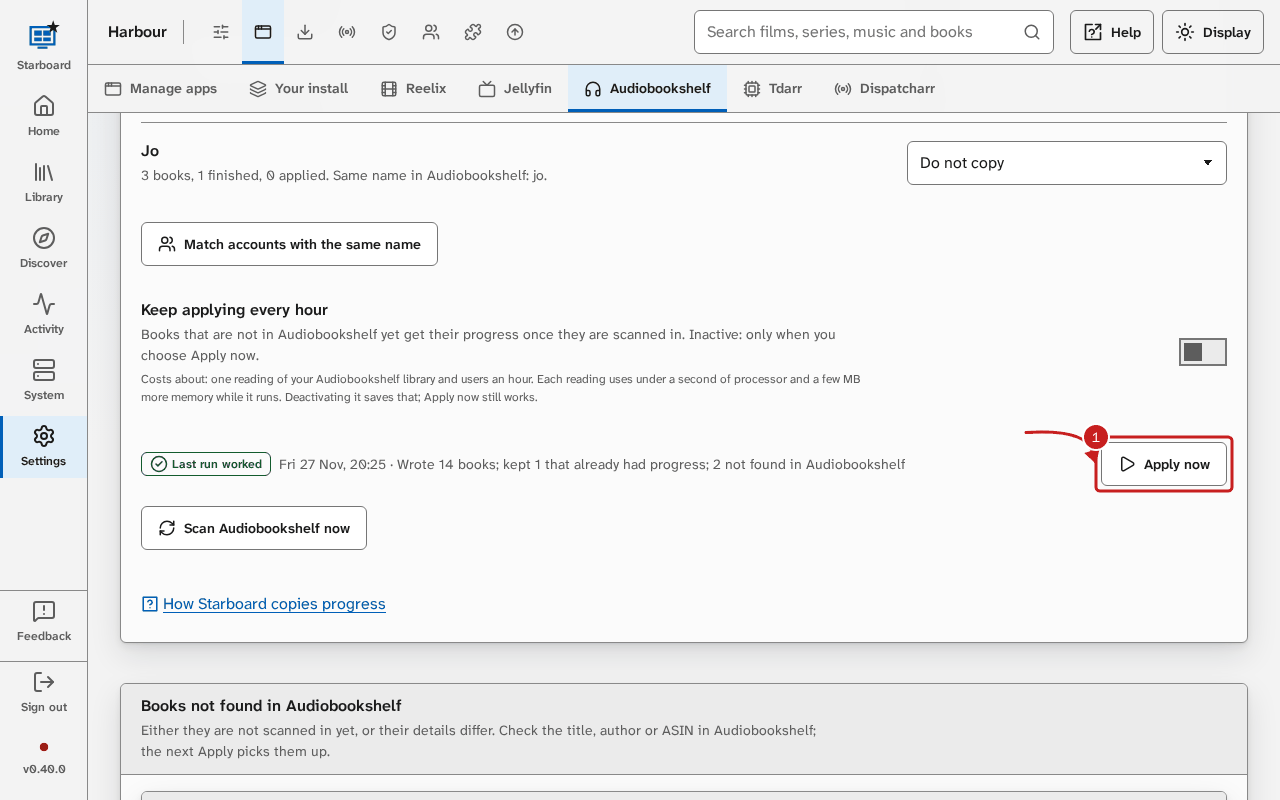 Starboard
Home
Library
Discover
Activity
System
Settings
Feedback
Sign out
v0.40.0
Harbour
Search films, series, music and books
Help
Display
Manage apps
Your install
Reelix
Jellyfin
Audiobookshelf
Tdarr
Dispatcharr
Jo
3 books, 1 finished, 0 applied. Same name in Audiobookshelf: jo.
Do not copy
Match accounts with the same name
Keep applying every hour
Books that are not in Audiobookshelf yet get their progress once they are scanned in. Inactive: only when you
choose Apply now.
Costs about: one reading of your Audiobookshelf library and users an hour. Each reading uses under a second of processor and a few MB
more memory while it runs. Deactivating it saves that; Apply now still works.
Last run worked
Fri 27 Nov, 20:25 · Wrote 14 books; kept 1 that already had progress; 2 not found in Audiobookshelf
1
Apply now
Scan Audiobookshelf now
How Starboard copies progress
Books not found in Audiobookshelf
Either they are not scanned in yet, or their details differ. Check the title, author or ASIN in Audiobookshelf;
the next Apply picks them up.